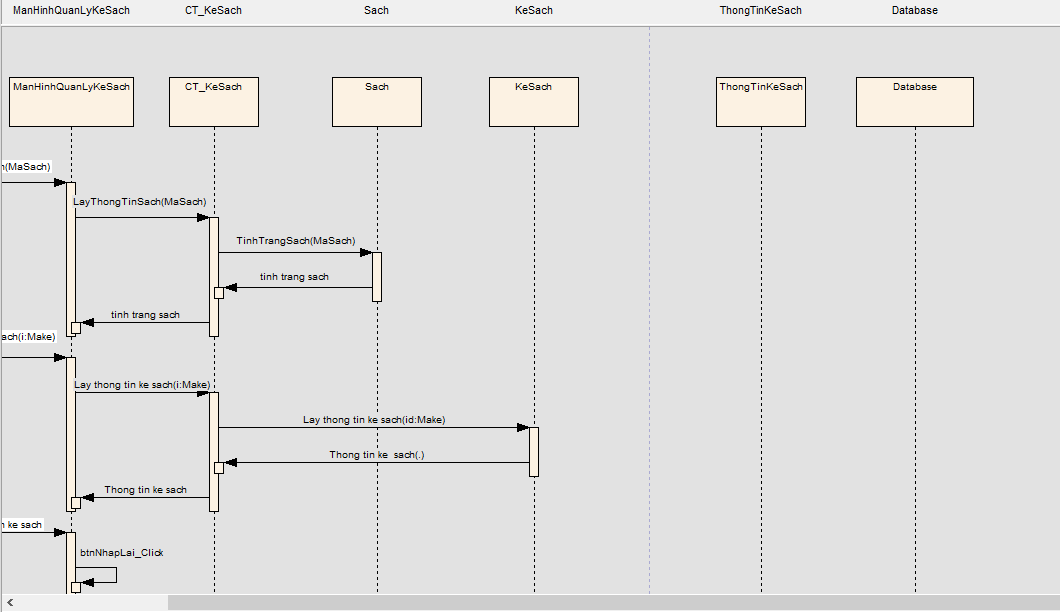 ManHinhQuanLyKeSach CT_KeSach Sach KeSach ThongTinKeSach Database
ManHinhQuanLyKeSach CT_KeSach Sach KeSach ThongTinKeSach Database
(MaSach)
LayThongTinSach(MaSach)
TinhTrangSach(MaSach)
tinh trang sach
tinh trang sach
ach(i:Make)
Lay thong tin ke sach(i:Make)
Lay thong tin ke sach(id:Make)
Thong tin ke sach(.)
Thong tin ke sach
ke sach
btnNhapLai_Click